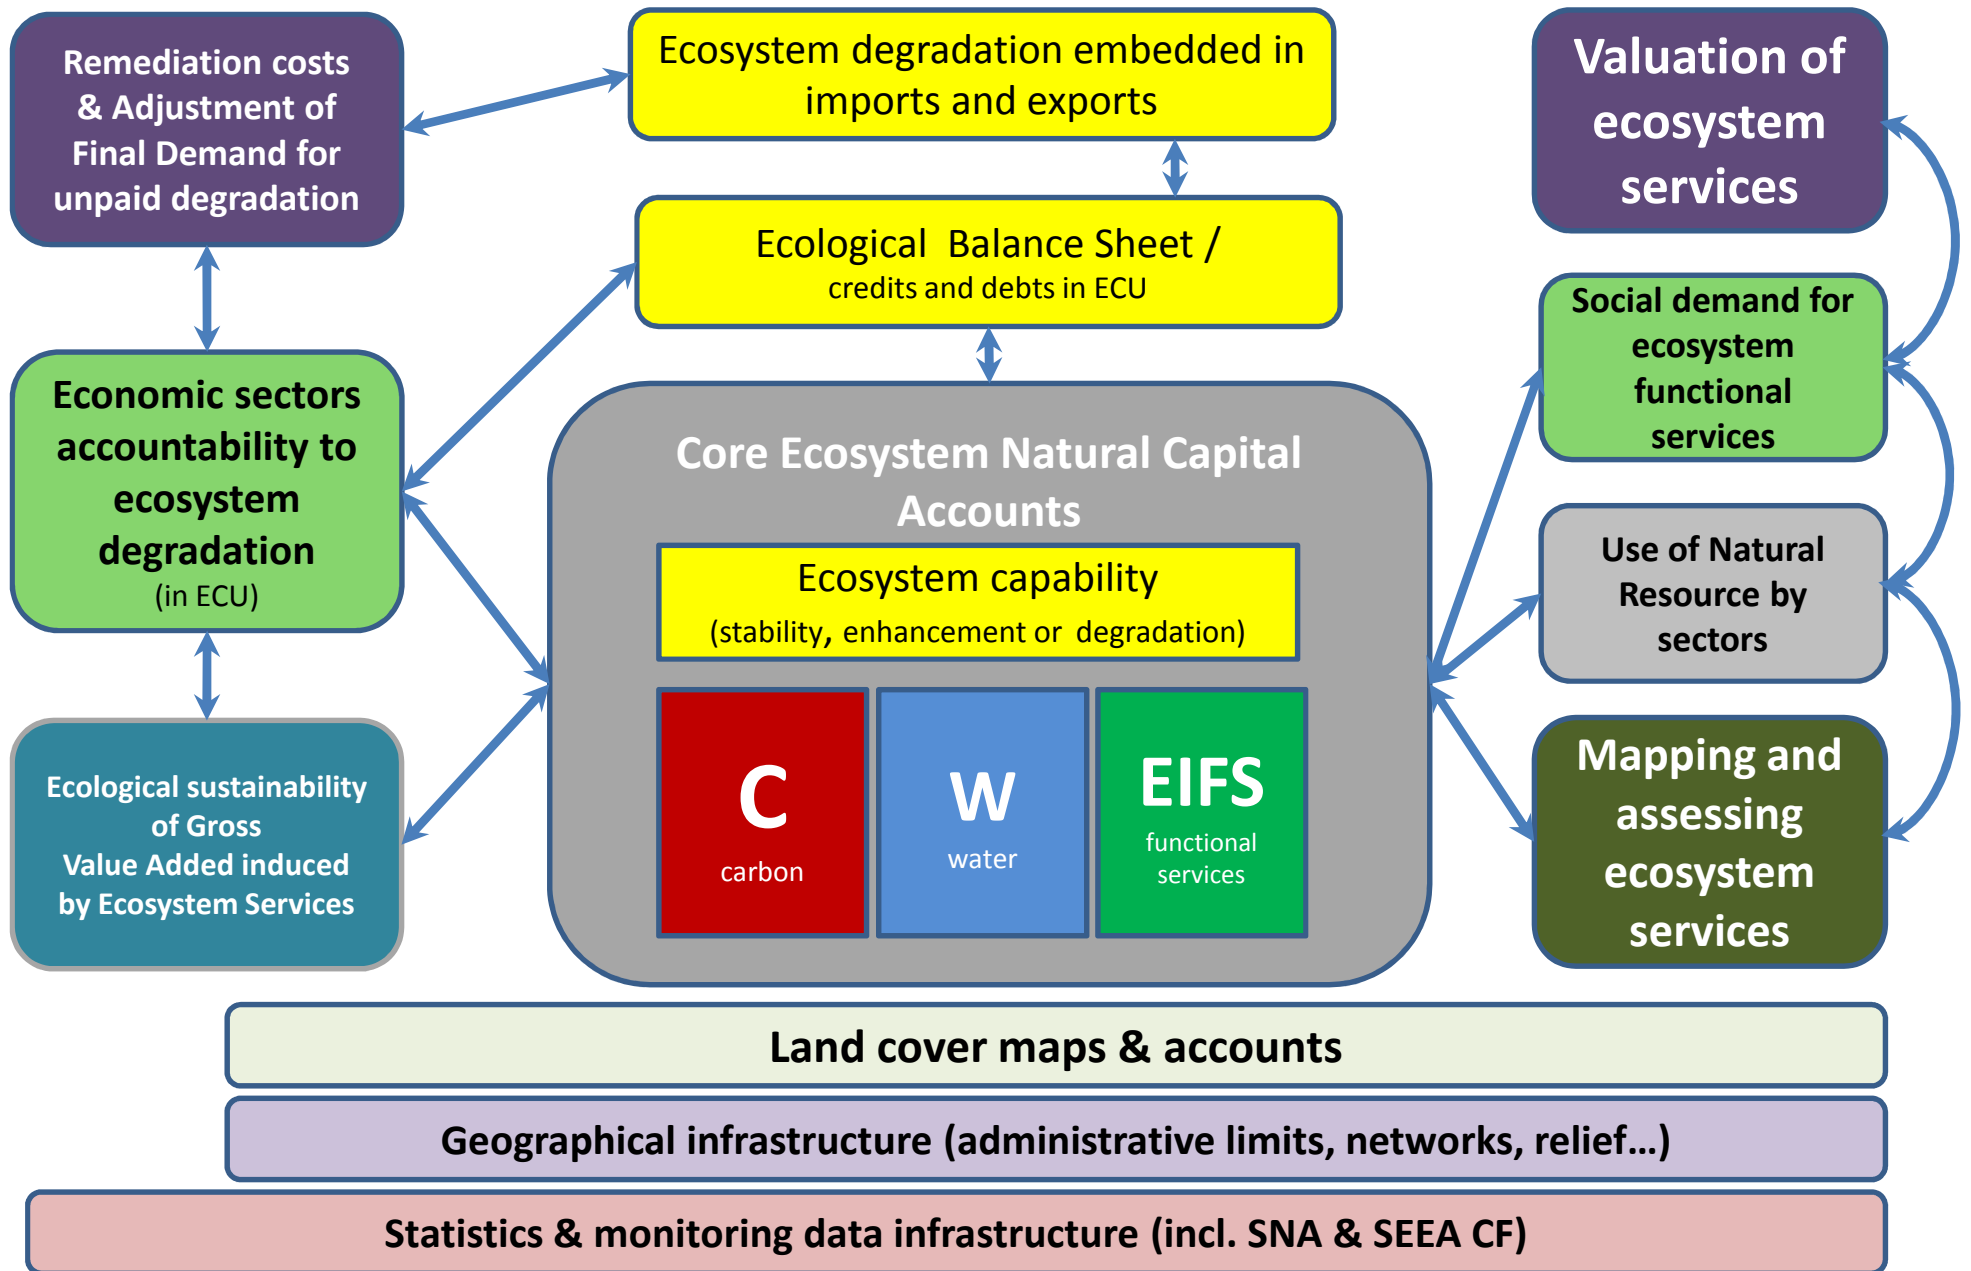 Remediation costs
& Adjustment of
Final Demand for
unpaid degradation
Ecosystem degradation embedded in
imports and exports
Valuation of
ecosystem
services
Ecological Balance Sheet /
credits and debts in ECU
Social demand for
ecosystem
functional
services
Economic sectors
accountability to
ecosystem
degradation
(in ECU)
Core Ecosystem Natural Capital
Accounts
Ecosystem capability
(stability, enhancement or degradation)
Use of Natural
Resource by
sectors
C
carbon
W
water
EIFS
functional
services
Ecological sustainability
of Gross
Value Added induced
by Ecosystem Services
Mapping and
assessing
ecosystem
services
Land cover maps & accounts
Geographical infrastructure (administrative limits, networks, relief…)
Statistics & monitoring data infrastructure (incl. SNA & SEEA CF)